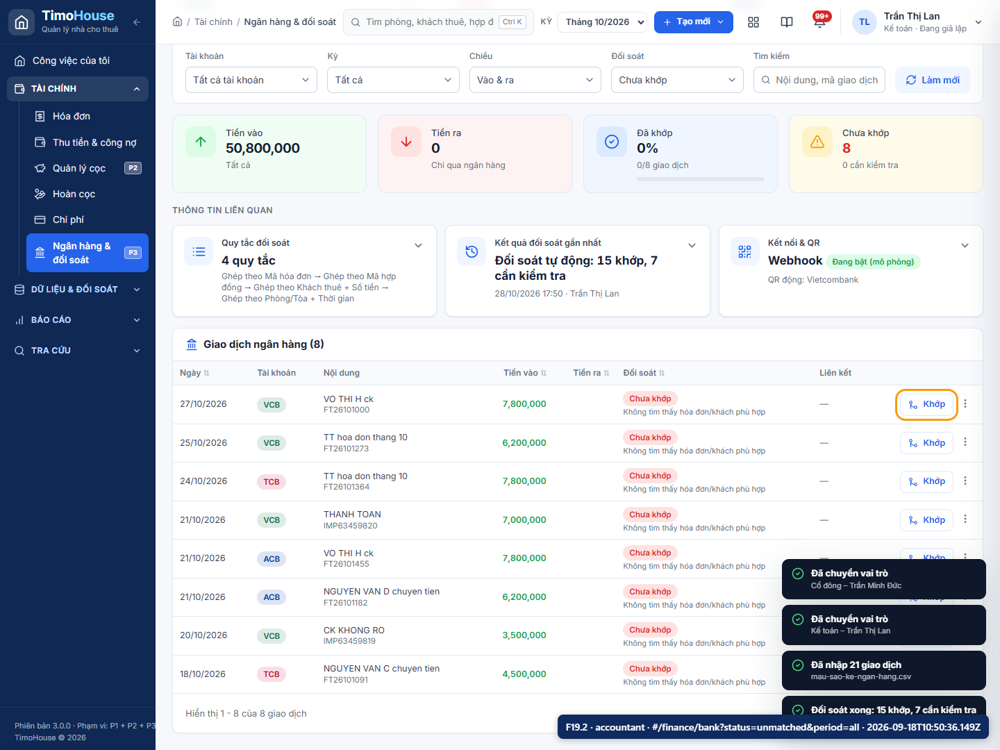 TimoHouse
Quản lý nhà cho thuê
Công việc của tôi
TÀI CHÍNH
Hóa đơn
Thu tiền & công nợ
Quản lý cọc P2
Hoàn cọc
Chi phí
Ngân hàng & đối soát P3
DỮ LIỆU & ĐỐI SOÁT
BÁO CÁO
TRA CỨU
Phiên bản 3.0.0 · Phạm vi: P1 + P2 + P3
TimoHouse © 2026
/ Tài chính / Ngân hàng & đối soát
Tìm phòng, khách thuê, hợp đ Ctrl K
KỲ Tháng 10/2026
Tạo mới
99+
TL Trần Thị Lan
Kế toán · Đang giả lập
Tài khoản Kỳ Chiều Đối soát Tìm kiếm
Tất cả tài khoản Tất cả Vào & ra Chưa khớp Nội dung, mã giao dịch Làm mới
Tiền vào
50,800,000
Tất cả
Tiền ra
0
Chi qua ngân hàng
Đã khớp
0%
0/8 giao dịch
Chưa khớp
8
0 cần kiểm tra
THÔNG TIN LIÊN QUAN
Quy tắc đối soát
4 quy tắc
Ghép theo Mã hóa đơn → Ghép theo Mã hợp
đồng → Ghép theo Khách thuê + Số tiền →
Ghép theo Phòng/Tòa + Thời gian
Kết quả đối soát gần nhất
Đối soát tự động: 15 khớp, 7
cần kiểm tra
28/10/2026 17:50 · Trần Thị Lan
Kết nối & QR
Webhook Đang bật (mô phỏng)
QR động: Vietcombank
Giao dịch ngân hàng (8)
Ngày Tài khoản Nội dung Tiền vào Tiền ra Đối soát Liên kết
27/10/2026 VCB VO THI H ck 7,800,000 Chưa khớp — Khớp
FT26101000 Không tìm thấy hóa đơn/khách phù hợp
25/10/2026 VCB TT hoa don thang 10 6,200,000 Chưa khớp — Khớp
FT26101273 Không tìm thấy hóa đơn/khách phù hợp
24/10/2026 TCB TT hoa don thang 10 7,800,000 Chưa khớp — Khớp
FT26101364 Không tìm thấy hóa đơn/khách phù hợp
21/10/2026 VCB THANH TOAN 7,000,000 Chưa khớp — Khớp
IMP63459820 Không tìm thấy hóa đơn/khách phù hợp
21/10/2026 ACB VO THI H ck 7,800,000 Chưa khớp — Khớp
FT26101455 Không tìm thấy hóa đơn/khách phù hợp
21/10/2026 ACB NGUYEN VAN D chuyen tien 6,200,000 Chưa khớp
FT26101182 Không tìm thấy hóa đơn/khách phù hợp
20/10/2026 VCB CK KHONG RO 3,500,000 Chưa khớp
IMP63459819 Không tìm thấy hóa đơn/khách phù hợp
18/10/2026 TCB NGUYEN VAN C chuyen tien 4,500,000 Chưa khớp
FT26101091 Không tìm thấy hóa đơn/khách phù hợp
Hiển thị 1 - 8 của 8 giao dịch
Đã chuyển vai trò
Cổ đông – Trần Minh Đức
Đã chuyển vai trò
Kế toán – Trần Thị Lan
Đã nhập 21 giao dịch
mau-sao-ke-ngan-hang.csv
Đối soát xong: 15 khớp, 7 cần kiểm tra
F19.2 · accountant · #/finance/bank?status=unmatched&period=all · 2026-09-18T10:50:36.149Z